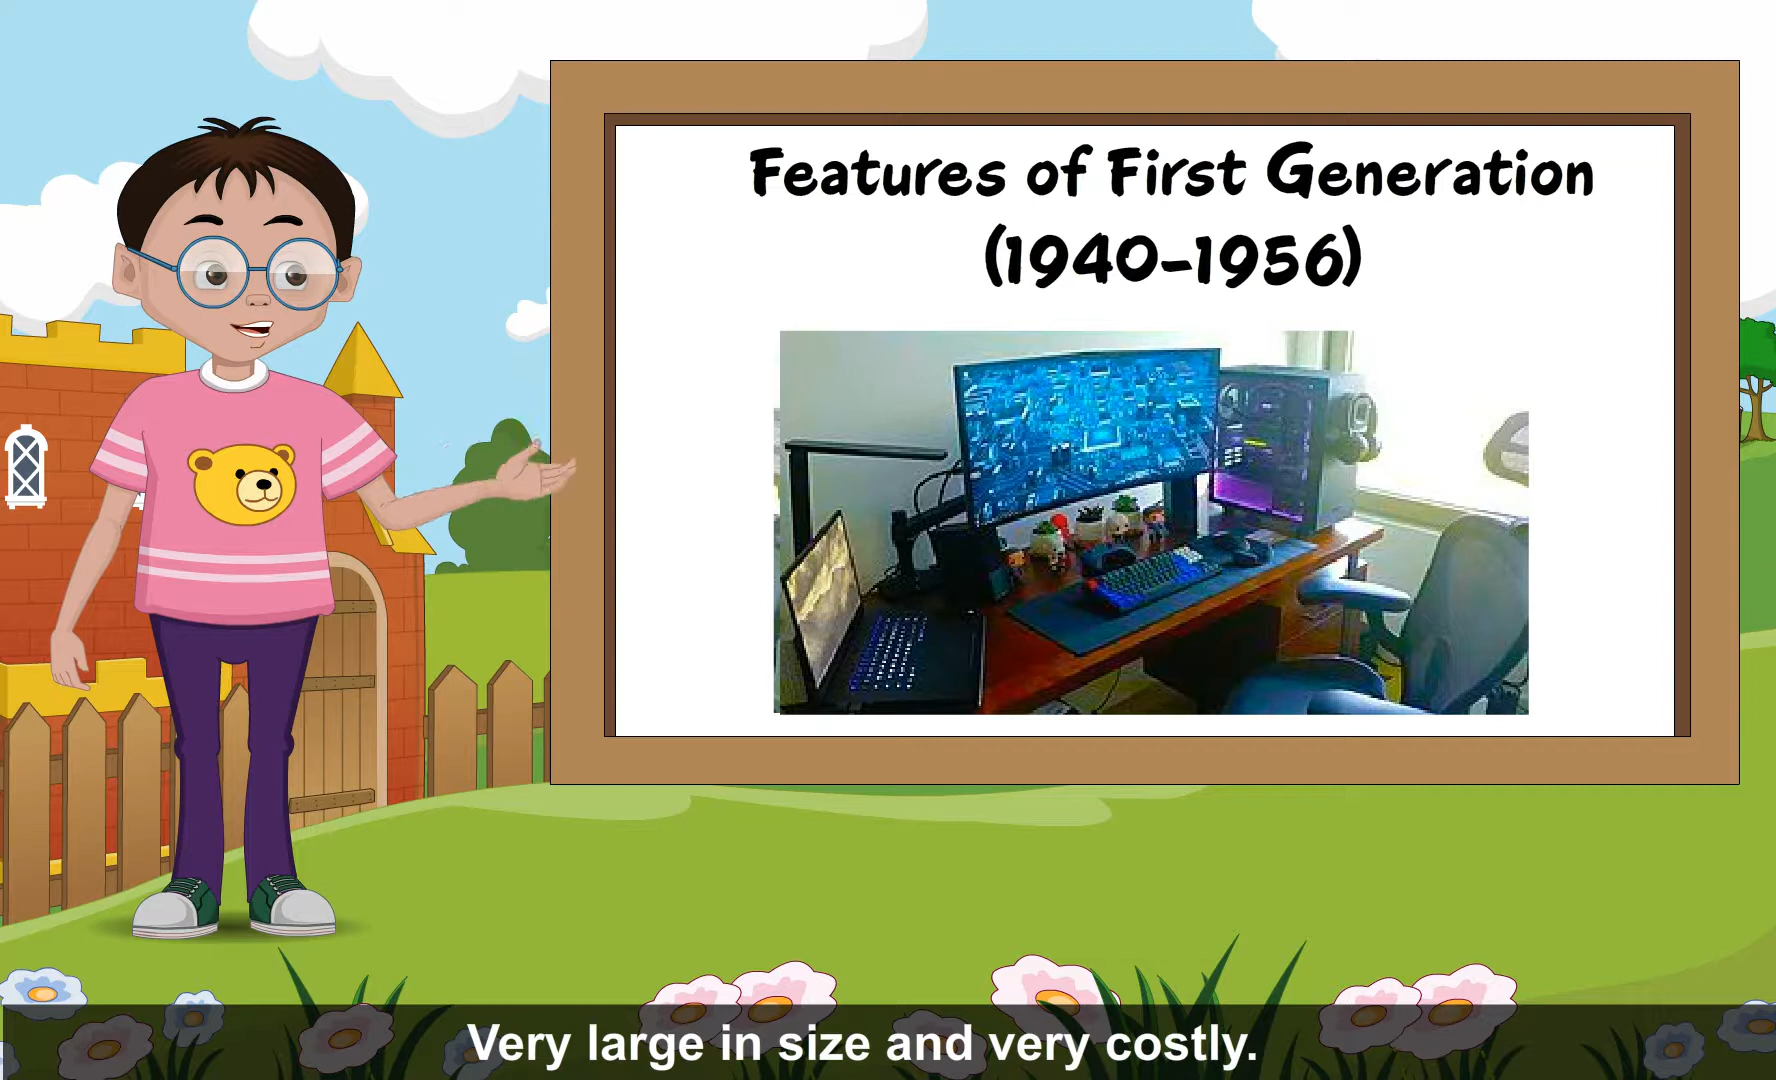 Features of First Generation
(1940-1956)
Very large in size and very costly.